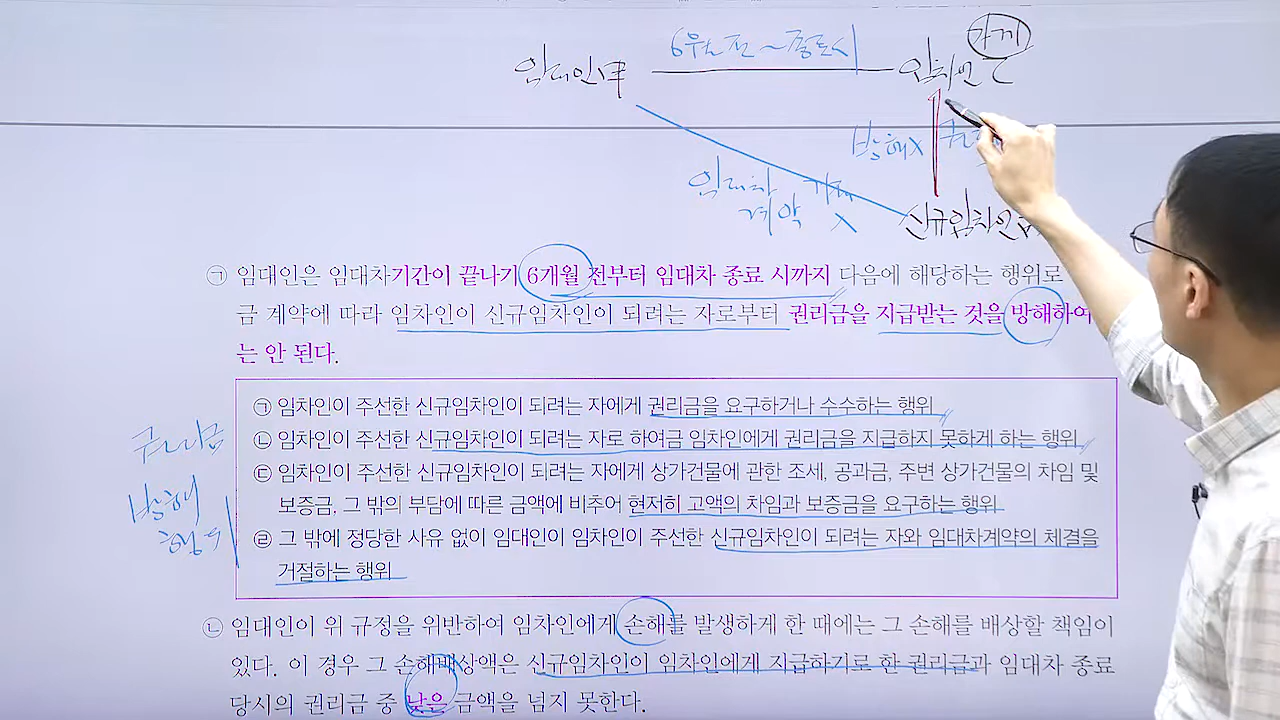 가게
6월 전 ~ 종료시
임대인甲
임차인乙
방해X
임대차
계약
X
신규임차인
㉠ 임대인은 임대차기간이 끝나기 6개월 전부터 임대차 종료 시까지 다음에 해당하는 행위로
금 계약에 따라 임차인이 신규임차인이 되려는 자로부터 권리금을 지급받는 것을 방해하여
는 안 된다.
㉠ 임차인이 주선한 신규임차인이 되려는 자에게 권리금을 요구하거나 수수하는 행위
㉡ 임차인이 주선한 신규임차인이 되려는 자로 하여금 임차인에게 권리금을 지급하지 못하게 하는 행위
㉢ 임차인이 주선한 신규임차인이 되려는 자에게 상가건물에 관한 조세, 공과금, 주변 상가건물의 차임 및
보증금, 그 밖의 부담에 따른 금액에 비추어 현저히 고액의 차임과 보증금을 요구하는 행위
㉣ 그 밖에 정당한 사유 없이 임대인이 임차인이 주선한 신규임차인이 되려는 자와 임대차계약의 체결을
거절하는 행위
권리금
방해
행위
㉡ 임대인이 위 규정을 위반하여 임차인에게 손해를 발생하게 한 때에는 그 손해를 배상할 책임이
있다. 이 경우 그 손해배상액은 신규임차인이 임차인에게 지급하기로 한 권리금과 임대차 종료
당시의 권리금 중 낮은 금액을 넘지 못한다.